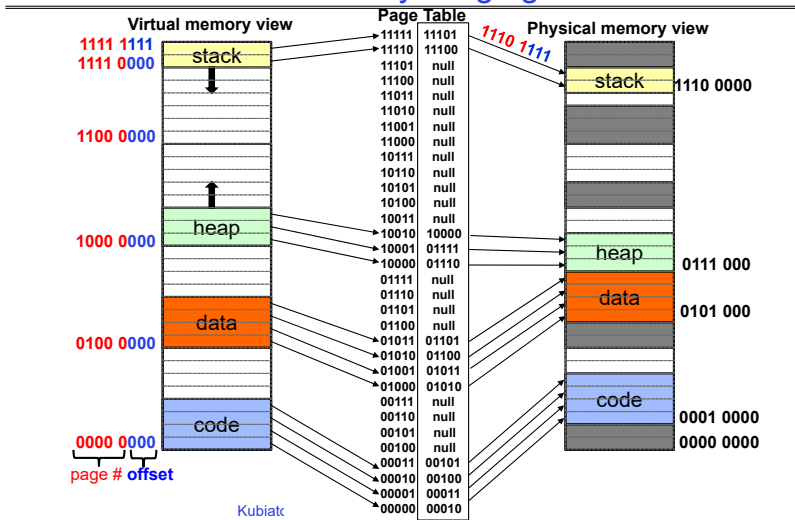 Virtual memory view
Page Table
Physical memory view
1111 1111
1111 0000
1100 0000
1000 0000
0100 0000
0000 0000
page # offset
stack
heap
data
code
11111 11101
11110 11100
11101 null
11100 null
11011 null
11010 null
11001 null
11000 null
10111 null
10110 null
10101 null
10100 null
10011 null
10010 10000
10001 01111
10000 01110
01111 null
01110 null
01101 null
01100 null
01011 01101
01010 01100
01001 01011
01000 01010
00111 null
00110 null
00101 null
00100 null
00011 00101
00010 00100
00001 00011
00000 00010
1110 1111
stack
1110 0000
heap
0111 000
data
0101 000
code
0001 0000
0000 0000